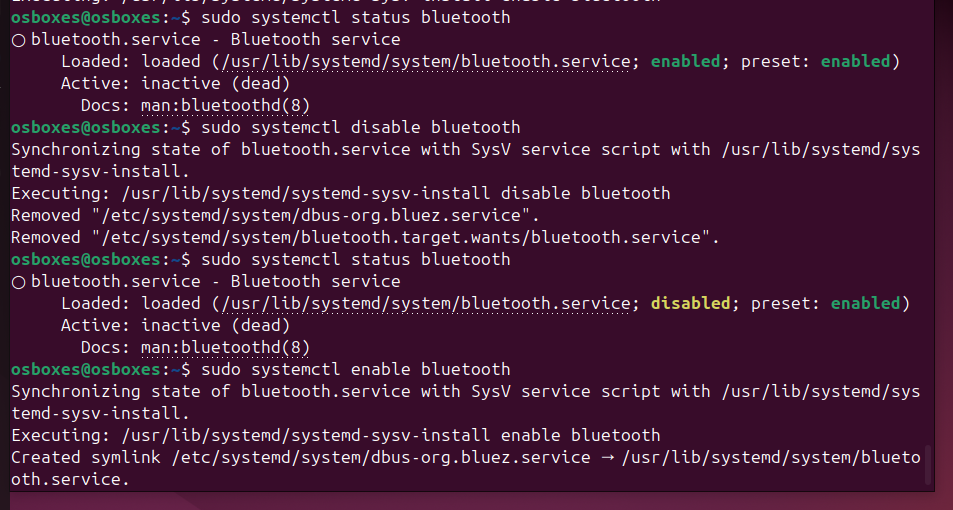 osboxes@osboxes:~$ sudo systemctl status bluetooth
○ bluetooth.service - Bluetooth service
     Loaded: loaded (/usr/lib/systemd/system/bluetooth.service; enabled; preset: enabled)
     Active: inactive (dead)
       Docs: man:bluetoothd(8)
osboxes@osboxes:~$ sudo systemctl disable bluetooth
Synchronizing state of bluetooth.service with SysV service script with /usr/lib/systemd/sys
temd-sysv-install.
Executing: /usr/lib/systemd/systemd-sysv-install disable bluetooth
Removed "/etc/systemd/system/dbus-org.bluez.service".
Removed "/etc/systemd/system/bluetooth.target.wants/bluetooth.service".
osboxes@osboxes:~$ sudo systemctl status bluetooth
○ bluetooth.service - Bluetooth service
     Loaded: loaded (/usr/lib/systemd/system/bluetooth.service; disabled; preset: enabled)
     Active: inactive (dead)
       Docs: man:bluetoothd(8)
osboxes@osboxes:~$ sudo systemctl enable bluetooth
Synchronizing state of bluetooth.service with SysV service script with /usr/lib/systemd/sys
temd-sysv-install.
Executing: /usr/lib/systemd/systemd-sysv-install enable bluetooth
Created symlink /etc/systemd/system/dbus-org.bluez.service → /usr/lib/systemd/system/blueto
oth.service.